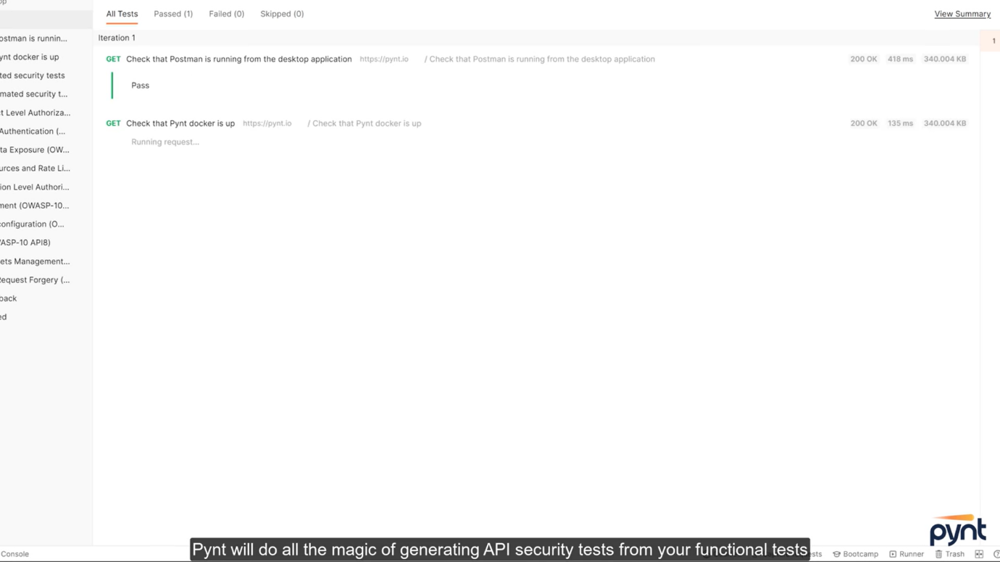 op
All Tests Passed (1) Failed (0) Skipped (0) View Summary
Iteration 1
1
GET Check that Postman is running from the desktop application https://pynt.io / Check that Postman is running from the desktop application 200 OK 418 ms 340.004 KB
Pass
GET Check that Pynt docker is up https://pynt.io / Check that Pynt docker is up 200 OK 135 ms 340.004 KB
Running request...
ostman is runnin...
ynt docker is up
ted security tests
mated security t...
t Level Authoriza...
Authentication (...
ta Exposure (OW...
urces and Rate Li...
ion Level Authori...
ment (OWASP-10...
configuration (O...
ASP-10 API8)
ets Management...
Request Forgery (...
back
ed
pynt
Pynt will do all the magic of generating API security tests from your functional tests
Console ests Bootcamp Runner Trash